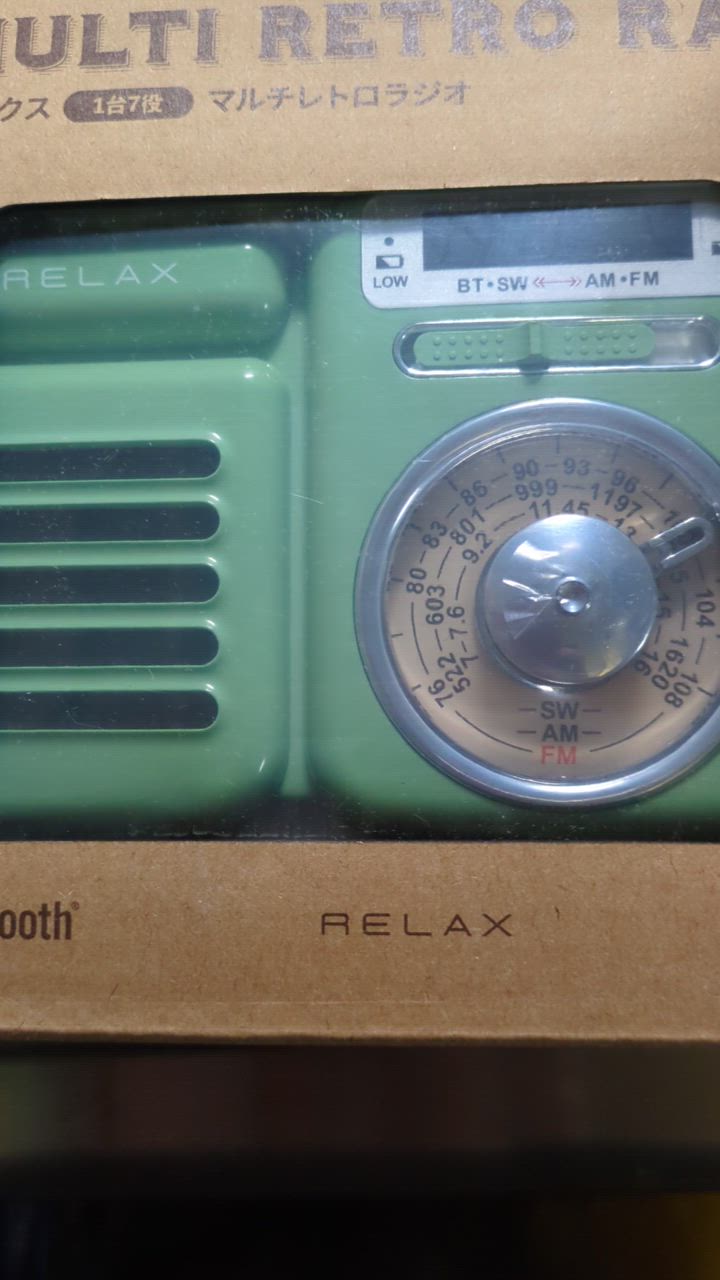 MULTI RETRO RA
クス 1台7役 マルチレトロラジオ
RELAX
LOW
BT•SW AM•FM
76 80 83 86 90 93 96 104 108
522 603 801 999 1197 1620
7.6 9.2 11.45 16
SW
AM
FM
ooth®
RELAX